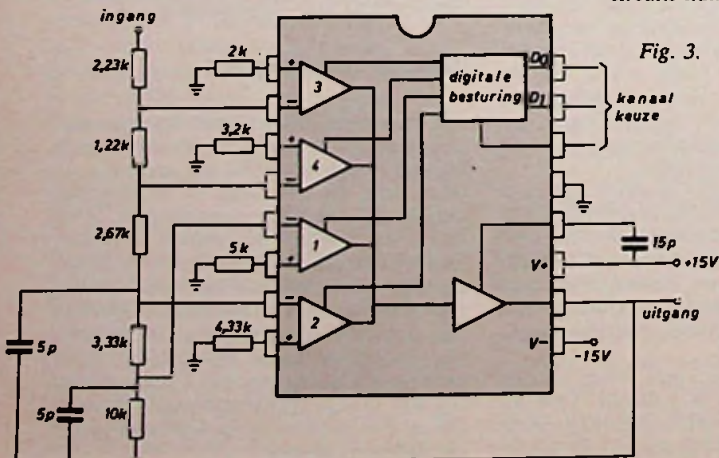 ingang
2,23k
1,22k
2,67k
3,33k
10k
5p
5p
2k
3,2k
5k
4,33k
+
-
3
+
-
4
-
1
+
-
2
+
digitale
besturing
D0
D1
kanaal
keuze
Fig. 3.
15p
V+
+15V
uitgang
V-
-15V